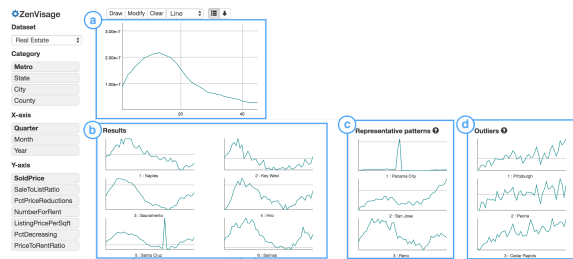 ZenVisage
Dataset
Real Estate
Category
Metro
State
City
County
X-axis
Quarter
Month
Year
Y-axis
SoldPrice
SaleToListRatio
PctPriceReductions
NumberForRent
ListingPricePerSqft
PctDecreasing
PriceToRentRatio
Draw Modify Clear Line
a
3.00e+7
2.00e+7
1.00e+7
20
40
b
Results
1 : Naples
2 : Key West
3 : Sacramento
4 : Hilo
5 : Santa Cruz
6 : Salinas
c
Representative patterns
1 : Panama City
2 : San Jose
3 : Reno
d
Outliers
1 : Pittsburgh
2 : Peoria
3 : Cedar Rapids